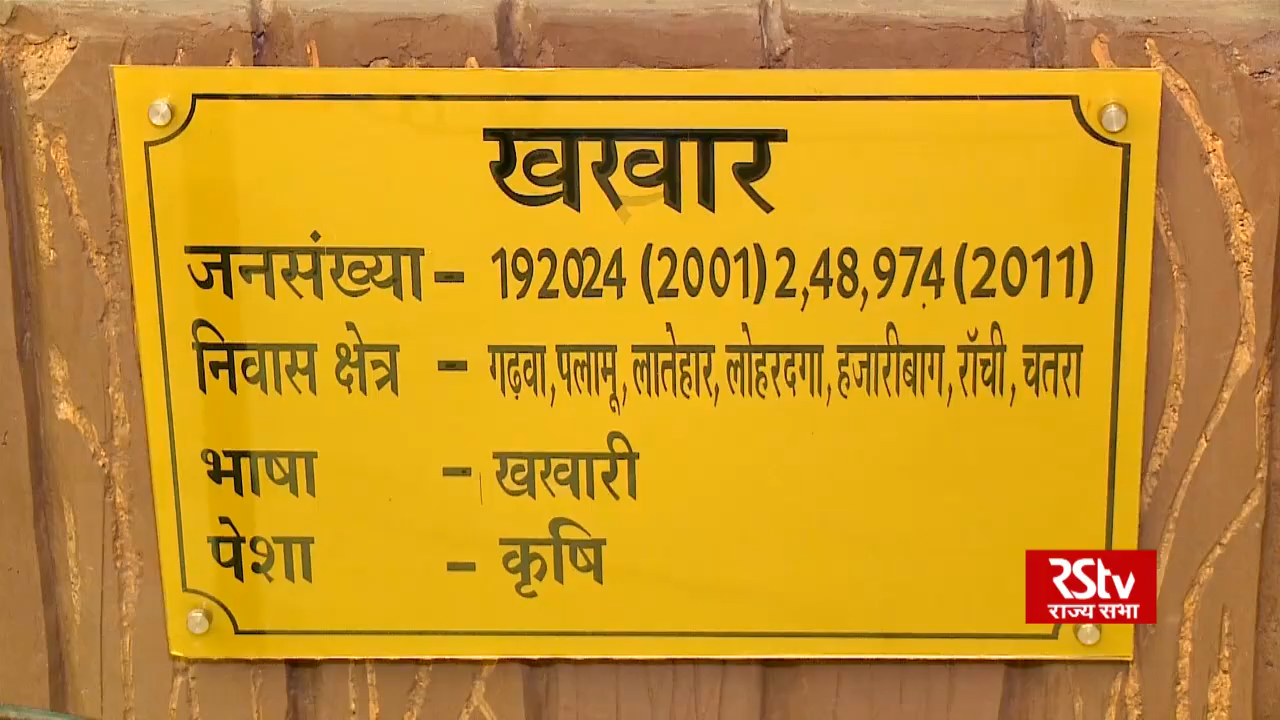 खरवार
जनसंख्या - 192024 (2001) 2,48,974 (2011)
निवास क्षेत्र - गढ़वा, पलामू, लातेहार, लोहरदगा, हजारीबाग, रॉची, चतरा
भाषा - खरवारी
पेशा - कृषि
RStv
राज्य सभा